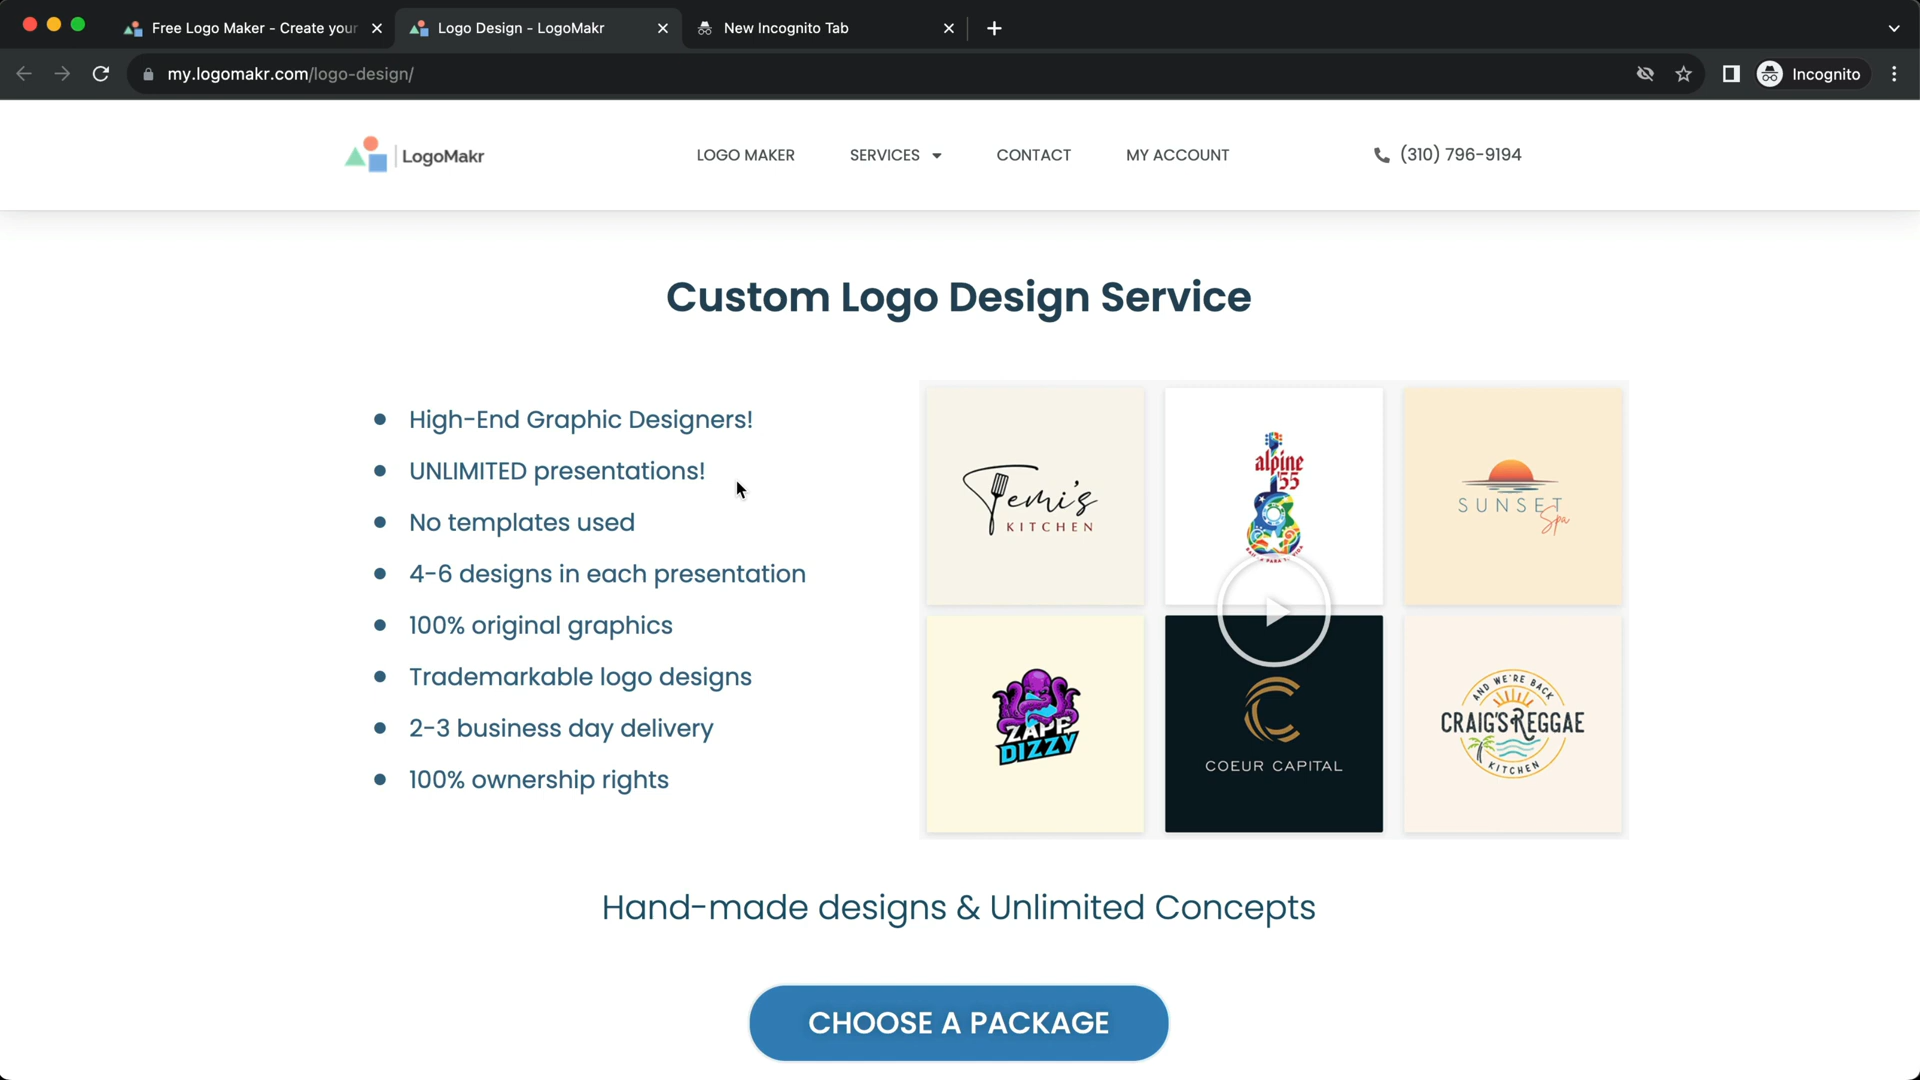 Free Logo Maker - Create your
Logo Design - LogoMakr
New Incognito Tab
my.logomakr.com/logo-design/
Incognito
LogoMakr
LOGO MAKER
SERVICES
CONTACT
MY ACCOUNT
(310) 796-9194
Custom Logo Design Service
High-End Graphic Designers!
UNLIMITED presentations!
No templates used
4-6 designs in each presentation
100% original graphics
Trademarkable logo designs
2-3 business day delivery
100% ownership rights
Temi's
KITCHEN
alpine
'55
SUNSET
Spa
ZAPP
DIZZY
COEUR CAPITAL
AND WE'RE BACK
CRAIG'S REGGAE
KITCHEN
Hand-made designs & Unlimited Concepts
CHOOSE A PACKAGE